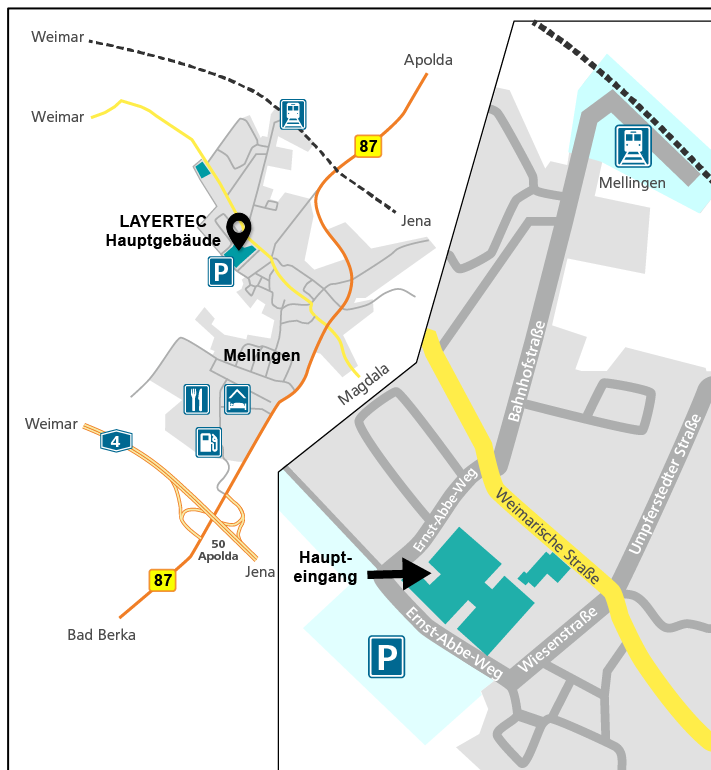 Weimar
Apolda
Weimar
87
LAYERTEC
Hauptgebäude
Jena
P
Mellingen
Magdala
Weimar
4
50
Apolda
Jena
87
Bad Berka
Mellingen
Bahnhofstraße
Umpferstedter Straße
Ernst-Abbe-Weg
Weimarische Straße
Haupt-
eingang
Ernst-Abbe-Weg
Wiesenstraße
P